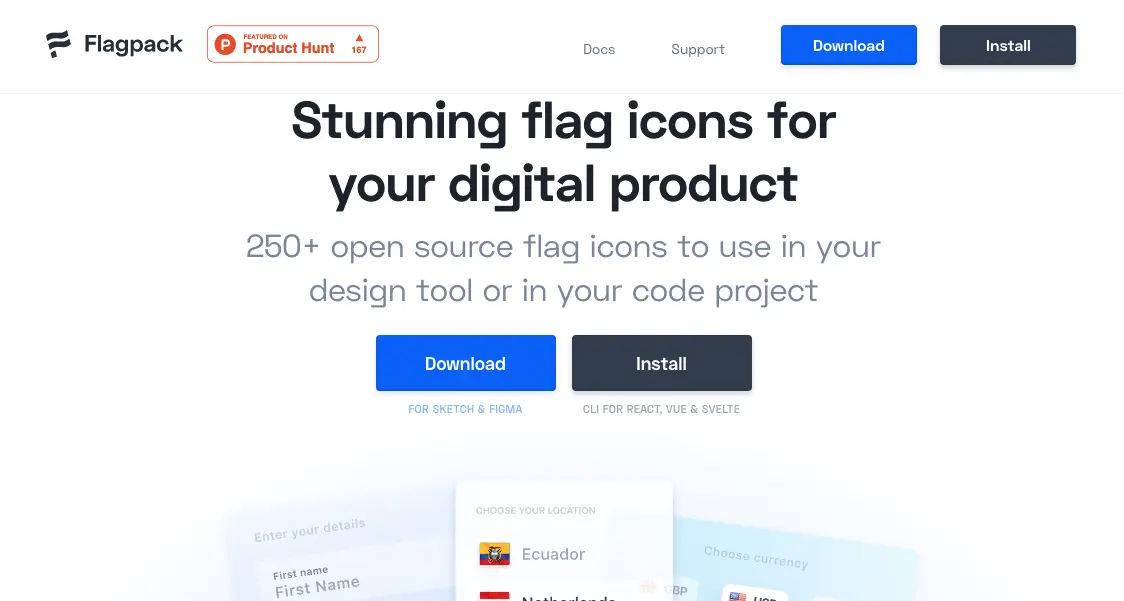 Flagpack
FEATURED ON
Product Hunt
167
Docs
Support
Download
Install
Stunning flag icons for
your digital product
250+ open source flag icons to use in your
design tool or in your code project
Download
Install
FOR SKETCH & FIGMA
CLI FOR REACT, VUE & SVELTE
Enter your details
First name
First Name
CHOOSE YOUR LOCATION
Ecuador
Netherlands
Choose currency
GBP
USD